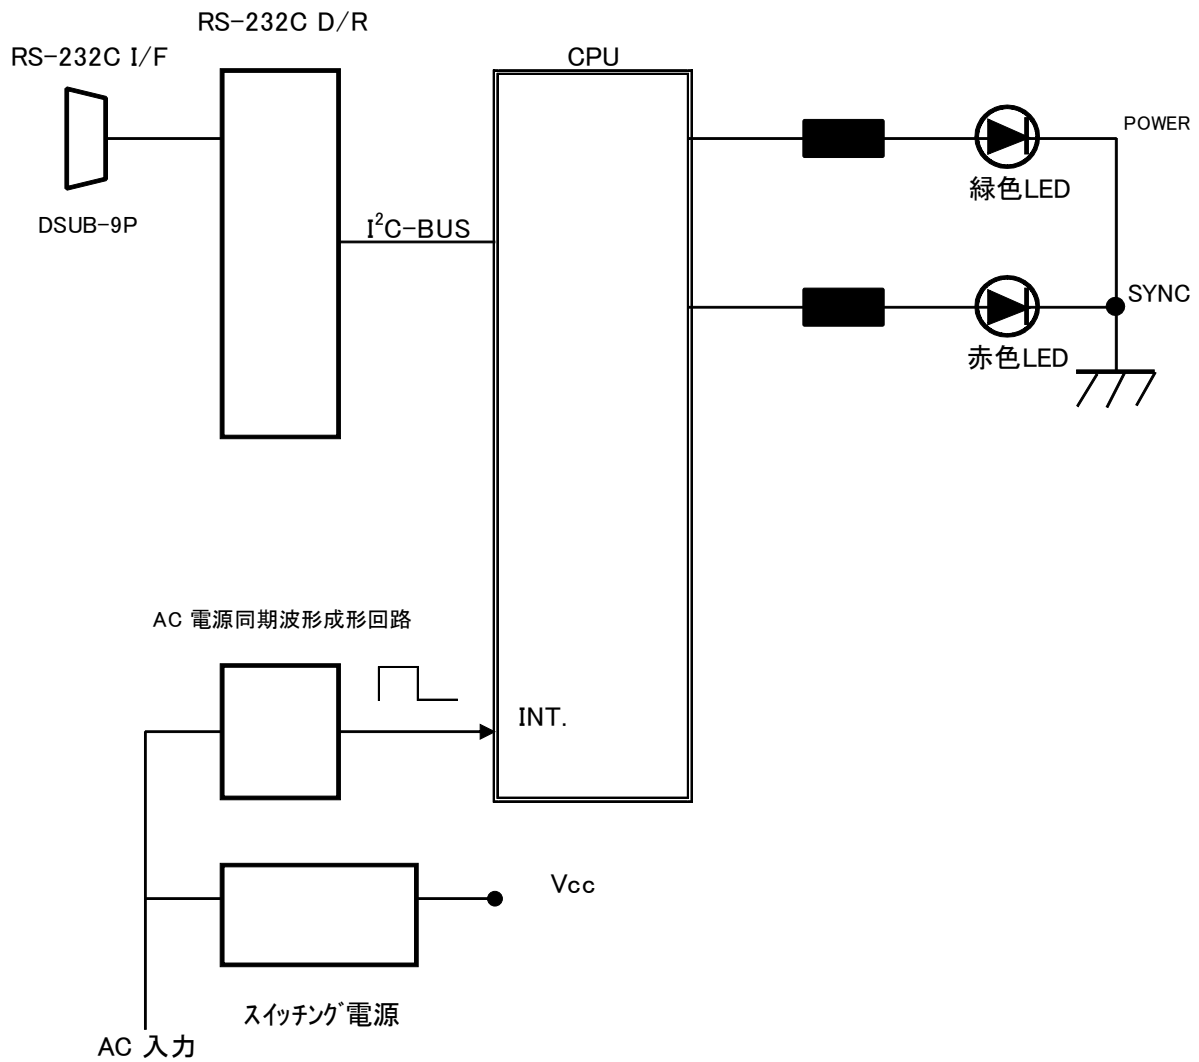 RS-232C D/R
RS-232C I/F
CPU
POWER
緑色LED
DSUB-9P
I²C-BUS
SYNC
赤色LED
AC 電源同期波形成形回路
INT.
Vcc
スイッチング電源
AC 入力